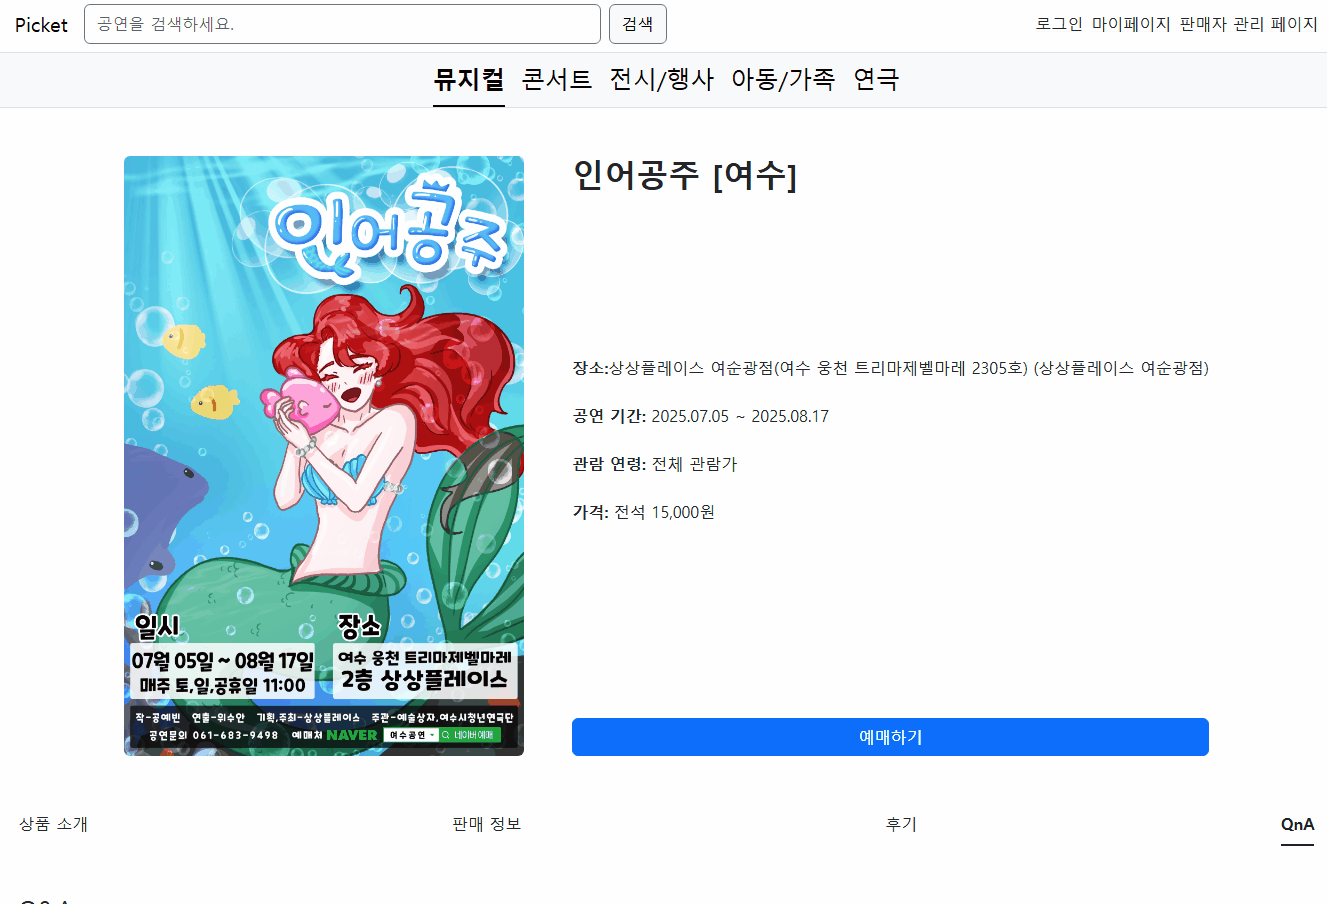 Picket 공연을 검색하세요. 검색 로그인 마이페이지 판매자 관리 페이지
뮤지컬 콘서트 전시/행사 아동/가족 연극
인어공주
일시
07월 05일 ~ 08월 17일
매주 토,일,공휴일 11:00
장소
여수 웅천 트리마제벨마레
2층 상상플레이스
작-공예빈 연출-위수안 기획,주최-상상플레이스 주관-예술상자,여수시청년연극단
공연문의 061-683-9498 예매처 NAVER 여수공연 네이버예매
인어공주 [여수]
장소:상상플레이스 여순광점(여수 웅천 트리마제벨마레 2305호) (상상플레이스 여순광점)
공연 기간: 2025.07.05 ~ 2025.08.17
관람 연령: 전체 관람가
가격: 전석 15,000원
예매하기
상품 소개 판매 정보 후기 QnA